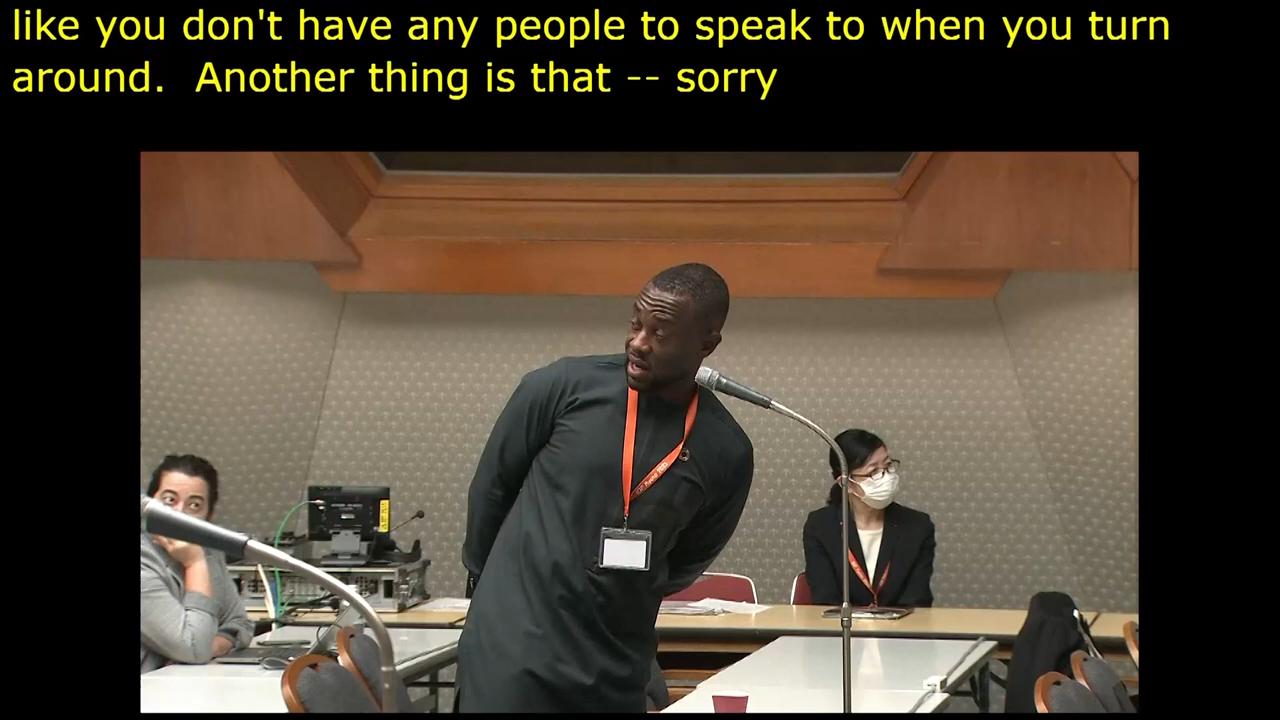 like you don't have any people to speak to when you turn
around.  Another thing is that -- sorry